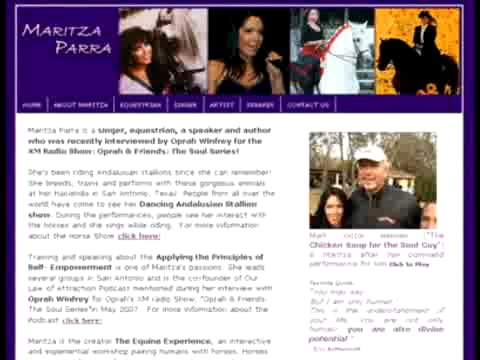 MARITZA
PARRA
HOME
ABOUT MARITZA
EQUESTRIAN
SINGER
ARTIST
SPEAKER
CONTACT US
Maritza Parra is a singer, equestrian, a speaker and author
who was recently interviewed by Oprah Winfrey for the
XM Radio Show: Oprah & Friends: The Soul Series!
She's been riding Andalusian stallions since she can remember!
She breeds, trains and performs with these gorgeous animals
at her Hacienda in San Antonio, Texas! People from all over the
world have come to see her Dancing Andalusian Stallion
show. During the performances, people see her interact with
the horses and she sings while riding. For more information
about the Horse Show click here!
Training and speaking about the Applying the Principles of
Self- Empowerment is one of Maritza's passions. She leads
several groups in San Antonio and is the co-founder of Our
Law of Attraction Podcast mentioned during her interview with
Oprah Winfrey for Oprah's XM radio Show, "Oprah & Friends:
The Soul Series"in May 2007. For more information about the
Podcast click here!
Maritza is the creator The Equine Experience, an interactive
an experiential workshop pairing humans with horses. Horses
Mark Victor Hansen ("The
Chicken Soup for the Soul Guy")
& Maritza after her command
performance for him Click to Play
Favorite Quote:
"You may say,
But I am only human.
This is the understatement of
your life. You are not only
human; you are also divine
potential."